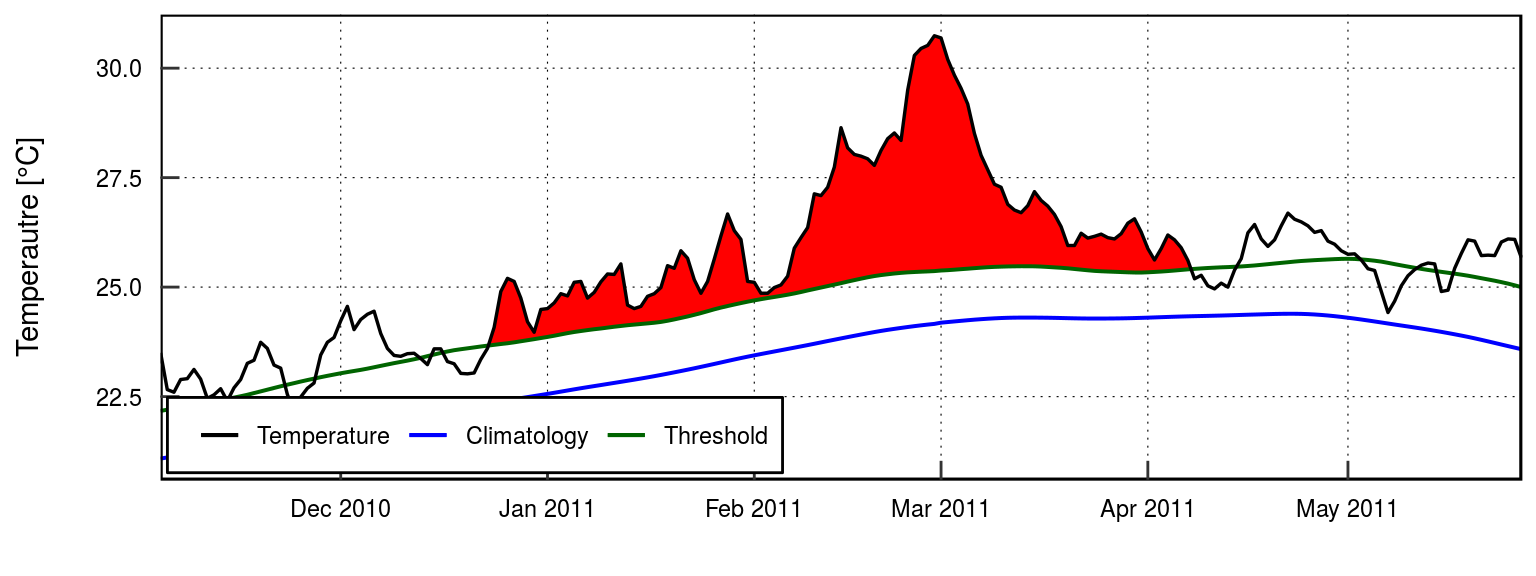 Temperautre [°C]
30.0
27.5
25.0
22.5
Temperature Climatology Threshold
Dec 2010 Jan 2011 Feb 2011 Mar 2011 Apr 2011 May 2011